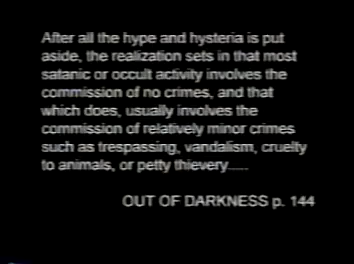 After all the hype and hysteria is put
aside, the realization sets in that most
satanic or occult activity involves the
commission of no crimes, and that
which does, usually involves the
commission of relatively minor crimes
such as trespassing, vandalism, cruelty
to animals, or petty thievery.....
OUT OF DARKNESS p. 144